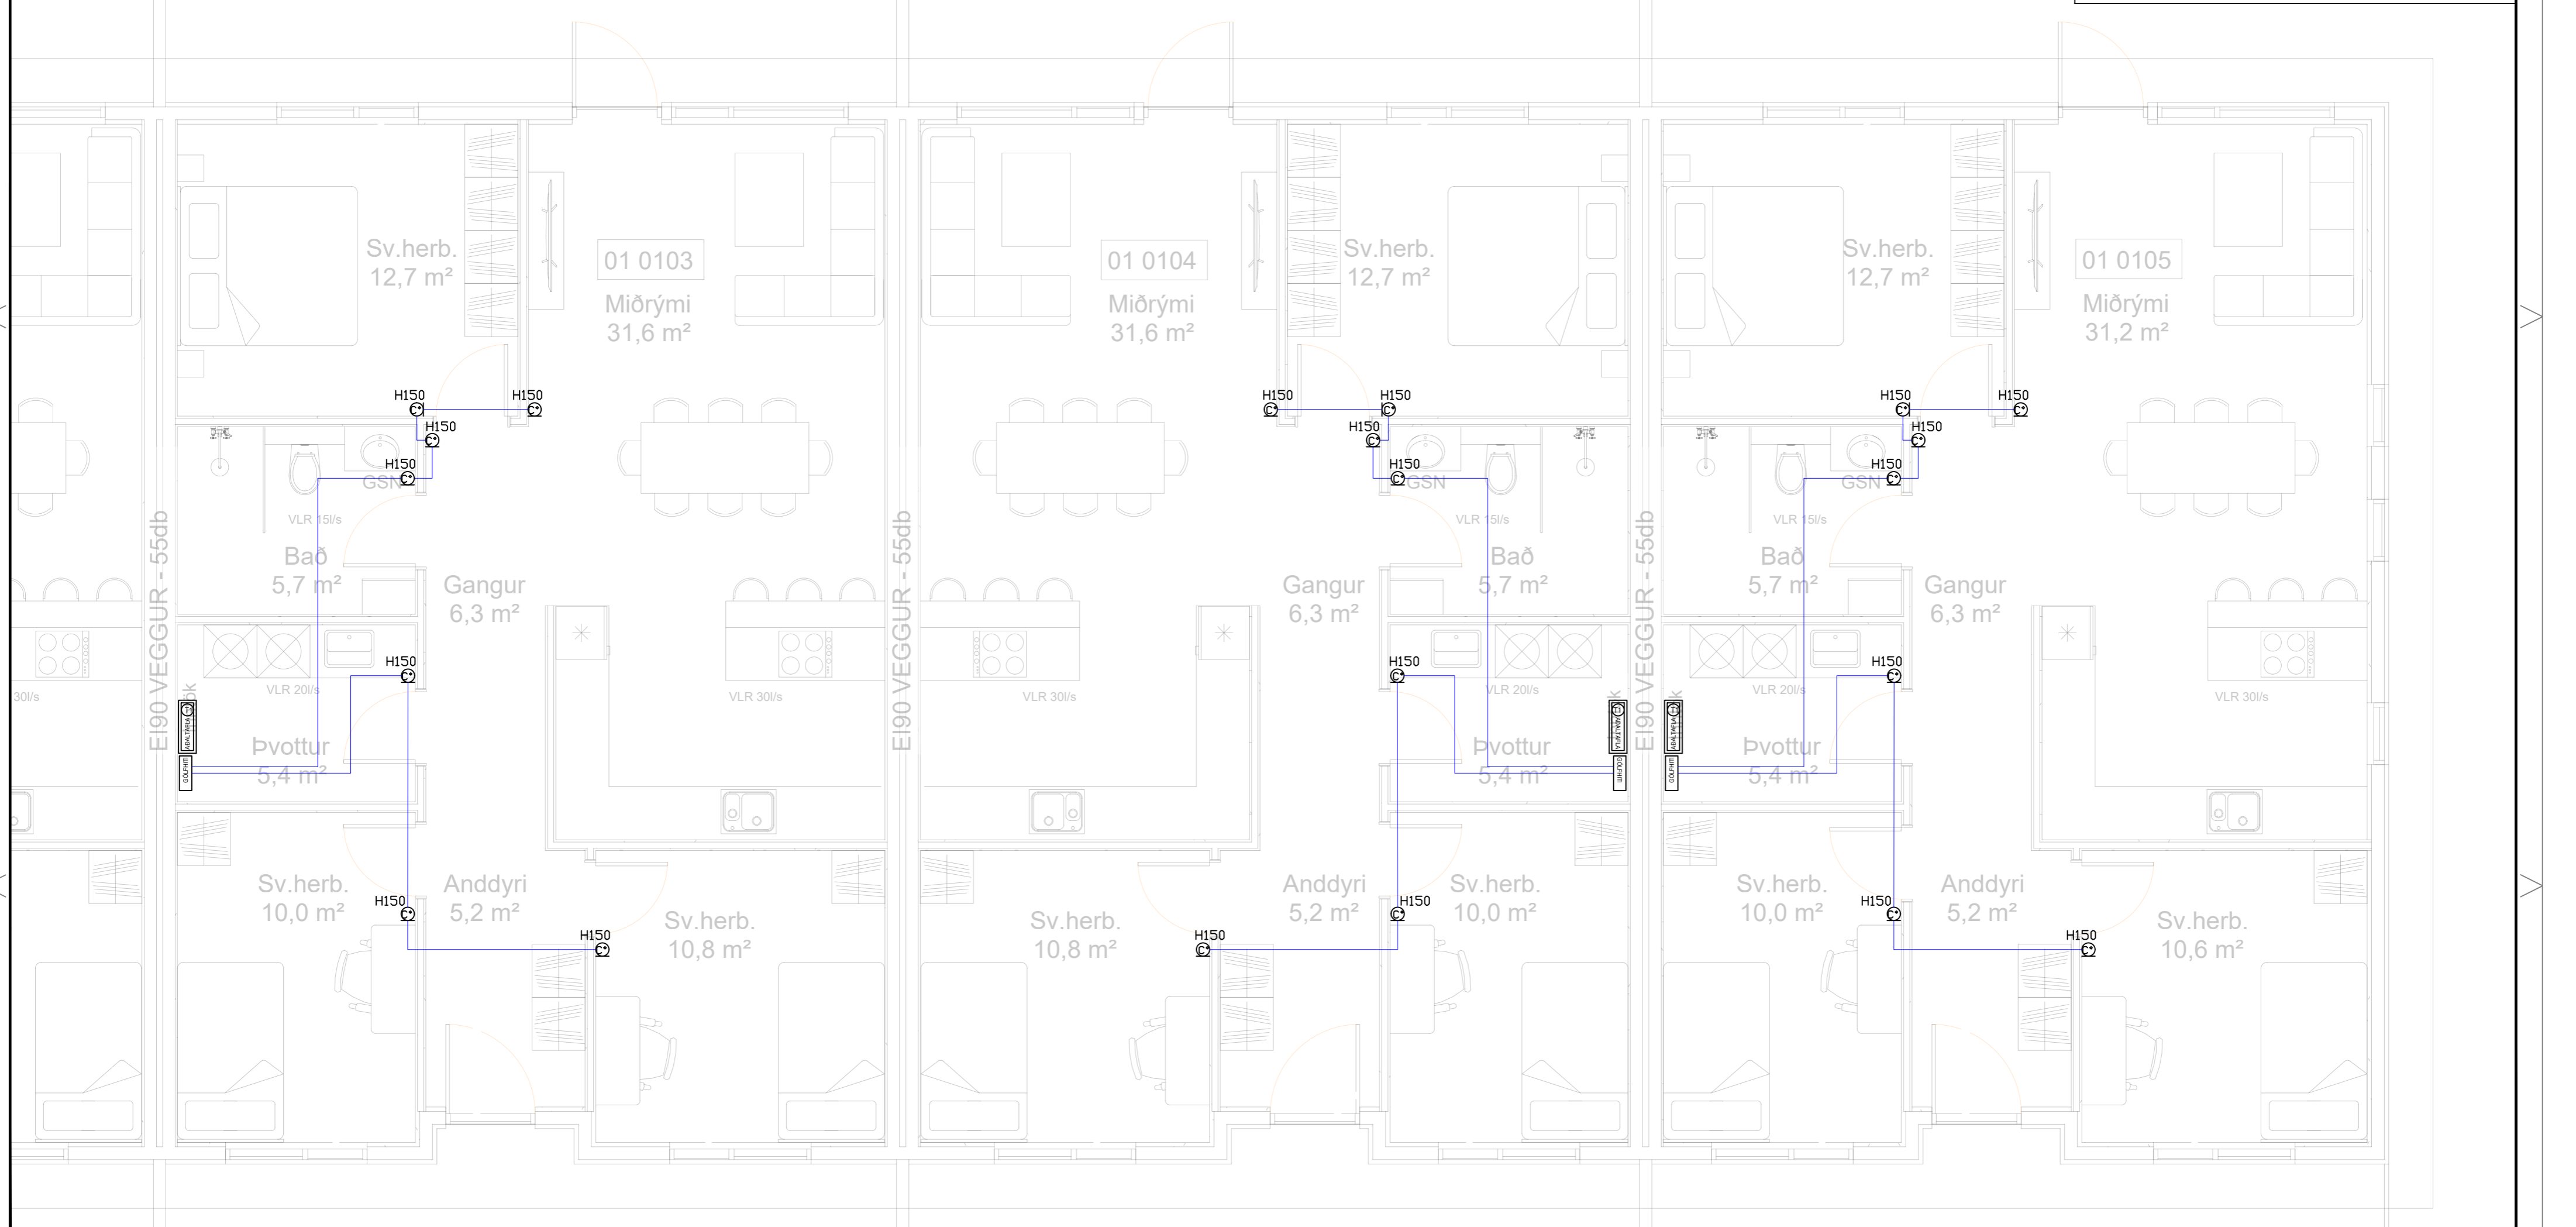 Sv.herb.
12,7 m²
01 0103
Miðrými
31,6 m²
01 0104
Miðrými
31,6 m²
Sv.herb.
12,7 m²
Sv.herb.
12,7 m²
01 0105
Miðrými
31,2 m²
H150
H150
H150
H150
H150
H150
H150
H150
H150
H150
H150
H150
GSN
GSN
GSN
VLR 15l/s
VLR 15l/s
VLR 15l/s
EI90 VEGGUR - 55db
EI90 VEGGUR - 55db
EI90 VEGGUR - 55db
Bað
5,7 m²
Gangur
6,3 m²
Gangur
6,3 m²
Bað
5,7 m²
Bað
5,7 m²
Gangur
6,3 m²
H150
H150
H150
30l/s
VLR 20l/s
VLR 30l/s
VLR 30l/s
VLR 20l/s
VLR 20l/s
VLR 30l/s
AÐALTAFLA
AÐALTAFLA
AÐALTAFLA
GÓLFHITI
GÓLFHITI
GÓLFHITI
Þvottur
5,4 m²
Þvottur
5,4 m²
Þvottur
5,4 m²
Sv.herb.
10,0 m²
Anddyri
5,2 m²
Sv.herb.
10,8 m²
Sv.herb.
10,8 m²
Anddyri
5,2 m²
Sv.herb.
10,0 m²
Sv.herb.
10,0 m²
Anddyri
5,2 m²
Sv.herb.
10,6 m²
H150
H150
H150
H150
H150
H150